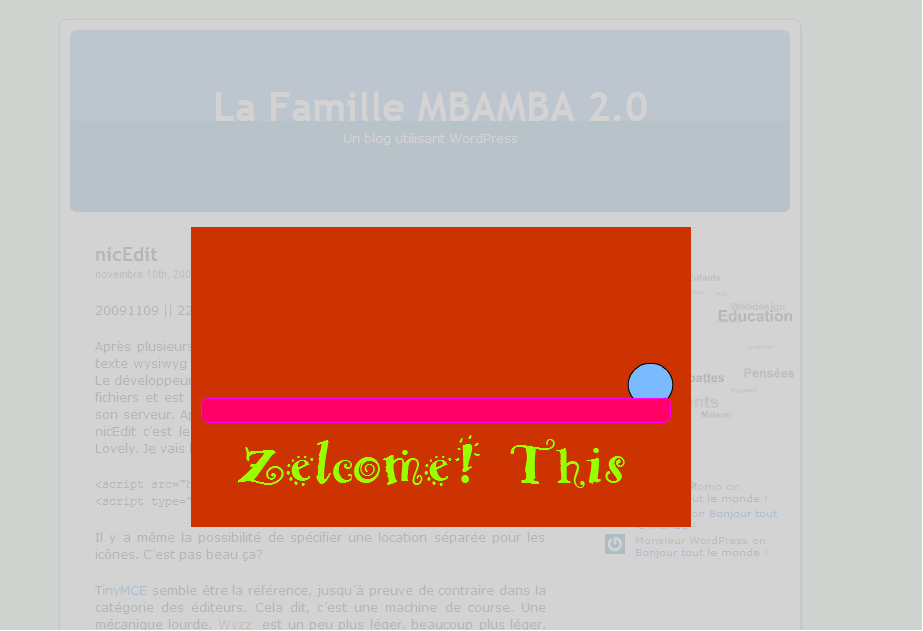 La Famille MBAMBA 2.0
Un blog utilisant WordPress
nicEdit
novembre 10th, 200
20091109 || 22
Après plusieurs
texte wysiwyg
Le développeur
fichiers et est
son serveur. Ap
nicEdit c'est le
Lovely. Je vais
<script src="b
<script type="
Zelcome! This
Il y a même la possibilité de spécifier une location séparée pour les
icônes. C'est pas beau ça?
TinyMCE semble être la référence, jusqu'à preuve de contraire dans la
catégorie des éditeurs. Cela dit, c'est une machine de course. Une
mécanique lourde. Wyzz est un peu plus léger, beaucoup plus léger,
Enfants
Webdesign
Education
battes
Pensées
ents
Maison
Romo on
ut le monde !
on Bonjour tout
Monsieur WordPress on
Bonjour tout le monde !